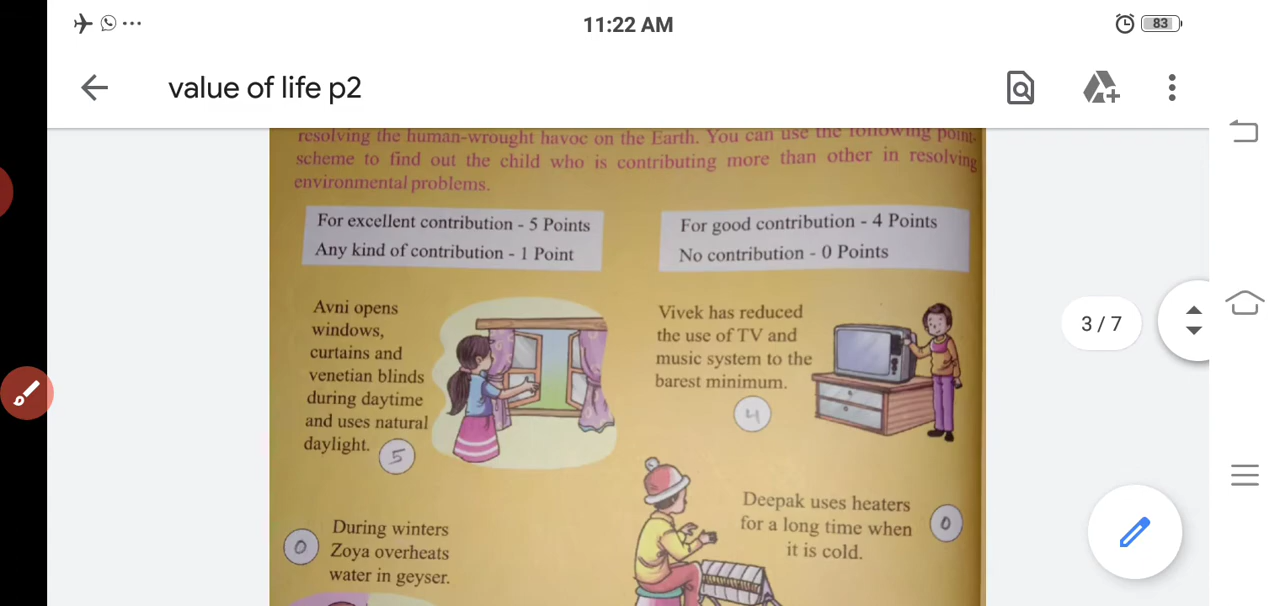 11:22 AM
83
value of life p2
resolving the human-wrought havoc on the Earth. You can use the following point-
scheme to find out the child who is contributing more than other in resolving
environmental problems.
For excellent contribution - 5 Points
Any kind of contribution - 1 Point
For good contribution - 4 Points
No contribution - 0 Points
Avni opens
windows,
curtains and
venetian blinds
during daytime
and uses natural
daylight.
5
Vivek has reduced
the use of TV and
music system to the
barest minimum.
4
3 / 7
During winters
Zoya overheats
water in geyser.
0
Deepak uses heaters
for a long time when
it is cold.
0